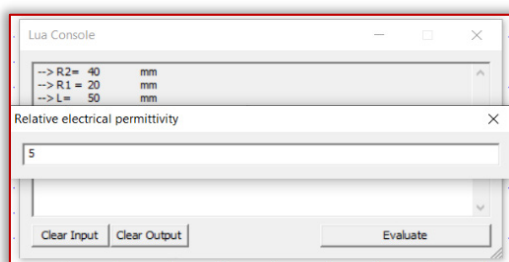 Lua Console
--> R2= 40 mm
--> R1 = 20 mm
--> L= 50 mm
Relative electrical permittivity
5
Clear Input Clear Output Evaluate